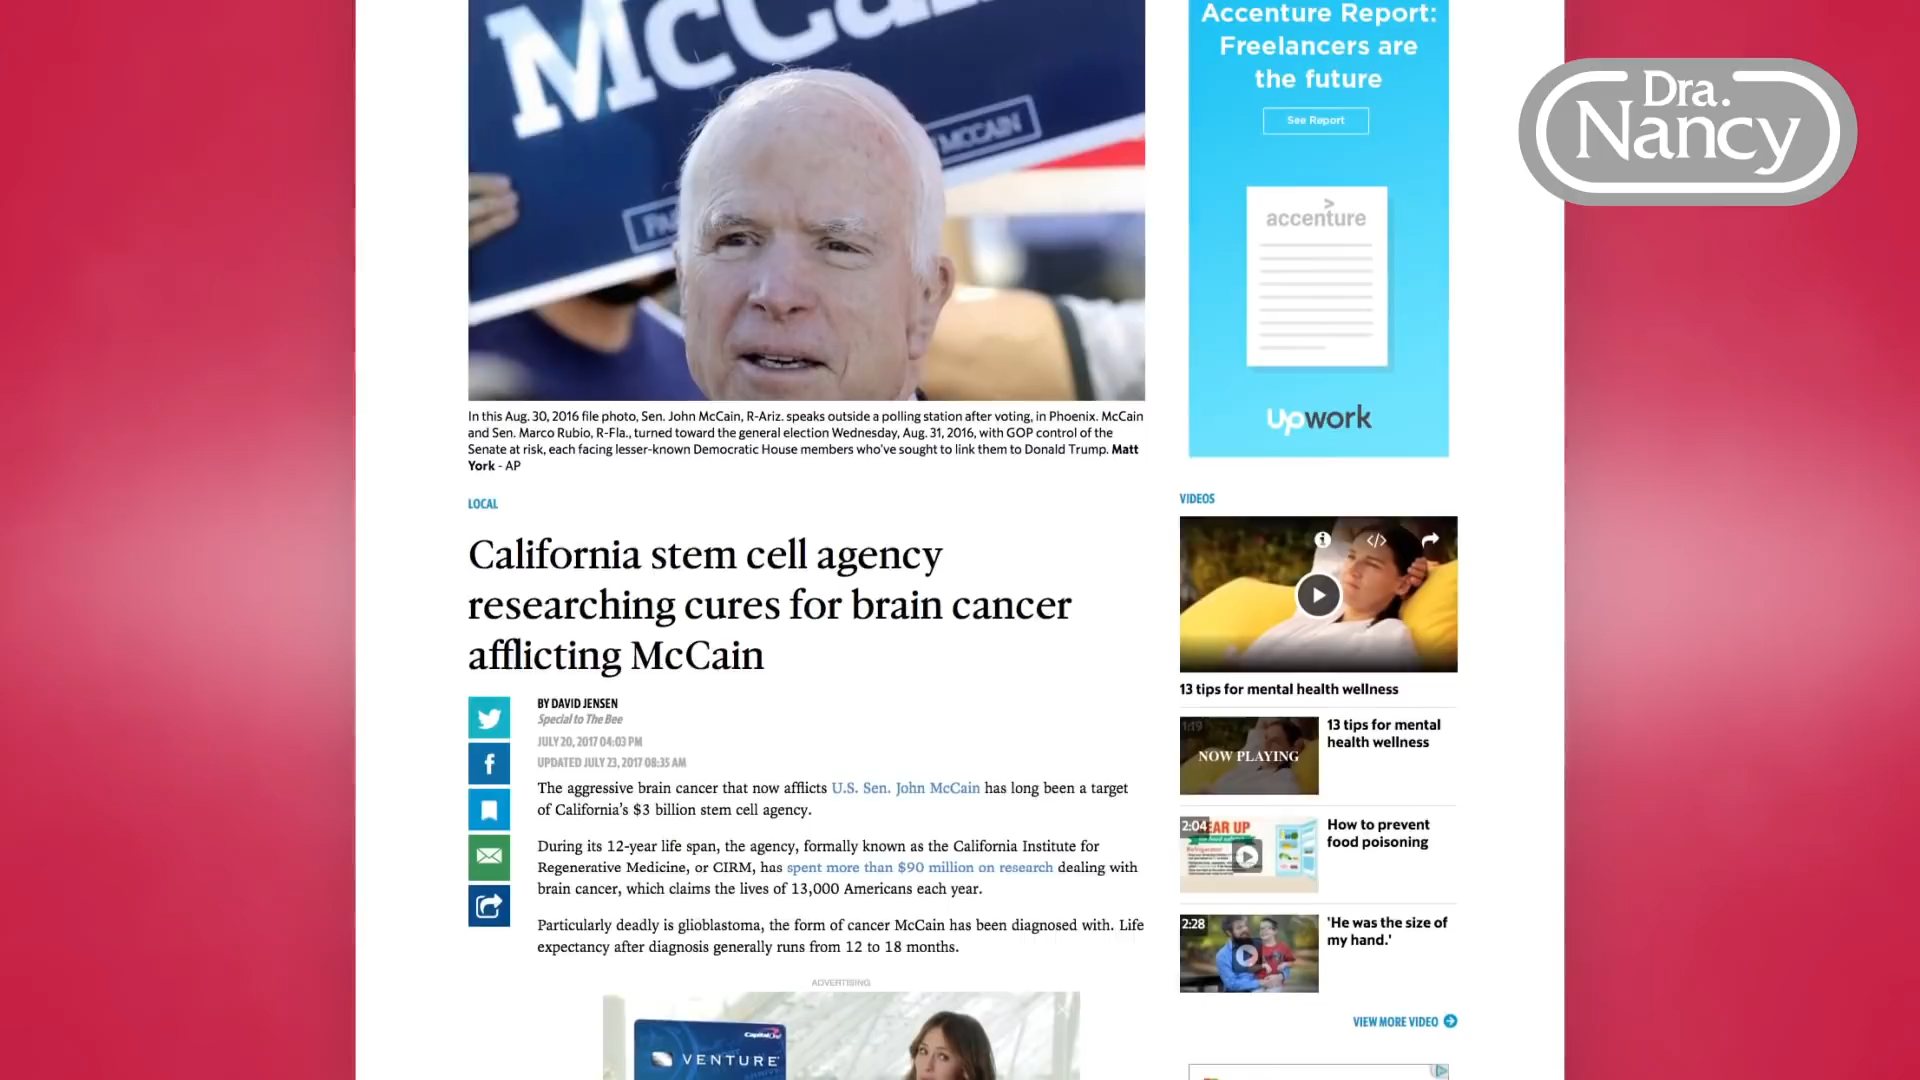 McCai
MCCAIN
Accenture Report:
Freelancers are
the future
See Report
>
accenture
Upwork
Dra.
Nancy
In this Aug. 30, 2016 file photo, Sen. John McCain, R-Ariz. speaks outside a polling station after voting, in Phoenix. McCain
and Sen. Marco Rubio, R-Fla., turned toward the general election Wednesday, Aug. 31, 2016, with GOP control of the
Senate at risk, each facing lesser-known Democratic House members who've sought to link them to Donald Trump. Matt
York - AP
LOCAL
California stem cell agency
researching cures for brain cancer
afflicting McCain
BY DAVID JENSEN
Special to The Bee
JULY 20, 2017 04:03 PM
UPDATED JULY 23, 2017 08:35 AM
The aggressive brain cancer that now afflicts U.S. Sen. John McCain has long been a target
of California's $3 billion stem cell agency.
During its 12-year life span, the agency, formally known as the California Institute for
Regenerative Medicine, or CIRM, has spent more than $90 million on research dealing with
brain cancer, which claims the lives of 13,000 Americans each year.
Particularly deadly is glioblastoma, the form of cancer McCain has been diagnosed with. Life
expectancy after diagnosis generally runs from 12 to 18 months.
ADVERTISING
Capital One
VENTURE
VIDEOS
</>
13 tips for mental health wellness
1:19
NOW PLAYING
13 tips for mental
health wellness
2:04
EAR UP
How to prevent
food poisoning
2:28
'He was the size of
my hand.'
VIEW MORE VIDEO